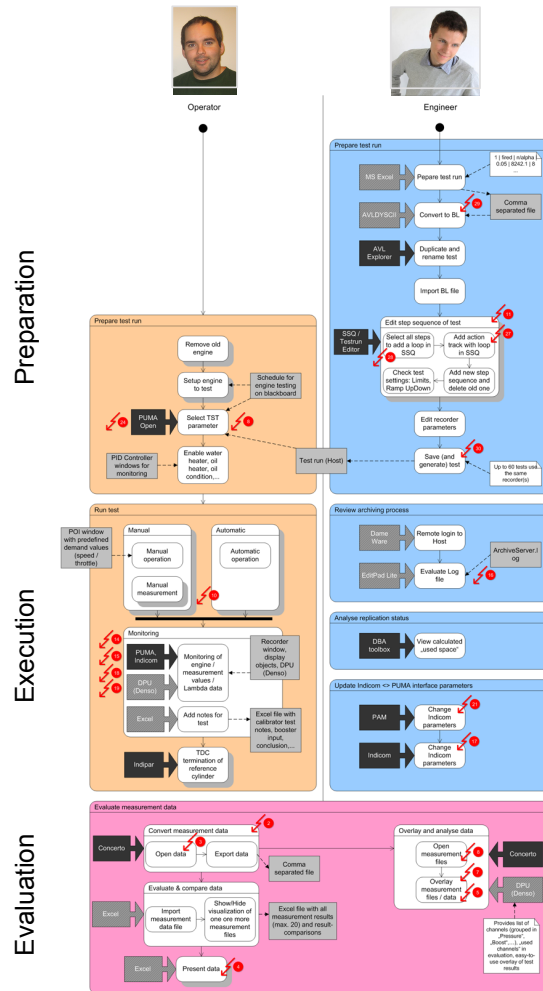 Operator
Engineer
Preparation
Prepare test run
MS Excel
Pepare test run
1 | fired | n/alpha |
0.05 | 8242.1 | 8
...
Comma
separated file
AVLDYSCII
Convert to BL
AVL
Explorer
Duplicate and
rename test
Import BL file
Edit step sequence of test
SSQ /
Testrun
Editor
Select all steps
to add a loop in
SSQ
Add action
track with loop
in SSQ
Check test
settings: Limits,
Ramp UpDown
Add new step
sequence and
delete old one
Edit recorder
parameters
Save (and
generate) test
Up to 60 tests use
the same
recorder(s)
Test run (Host)
Prepare test run
Remove old
engine
Setup engine
to test
Schedule for
engine testing
on blackboard
24
PUMA
Open
Select TST
parameter
8
PID Controller
windows for
monitoring
Enable water
heater, oil
heater, oil
condition,...
Execution
Run test
POI window
with predefined
demand values
(speed /
throttle)
Manual
Manual
operation
Manual
measurement
Automatic
Automatic
operation
10
Monitoring
14
15
18
19
PUMA,
Indicom
DPU
(Denso)
Monitoring of
engine /
measurement
values /
Lambda data
Recorder
window,
display
objects, DPU
(Denso)
Excel
Add notes for
test
Excel file with
calibrator test
notes, booster
input,
conclusion,...
Indipar
TDC
termination of
reference
cylinder
Review archiving process
Dame
Ware
Remote login to
Host
EditPad Lite
Evaluate Log
file
ArchiveServer.l
og
Analyse replication status
DBA
toolbox
View calculated
„used space"
Update Indicom <> PUMA interface parameters
PAM
Change
Indicom
parameters
21
Indicom
Change
Indicom
parameters
Evaluation
Evaluate measurement data
Convert measurement data
2
Concerto
Open data
3
Export data
Comma
separated file
Evaluate & compare data
Excel
Import
measurement
data file
Show/Hide
visualization of
one ore more
measurement
files
Excel file with all
measurement results
(max. 20) and result-
comparisons
Excel
Present data
4
Overlay and analyse data
Open
measurement
files
Concerto
7
Overlay
measurement
files / data
DPU
(Denso)
Provides list of
channels (grouped in
„Pressure",
„Boost",...), „used
channels" in
evaluation, easy-to-
use overlay of test
results